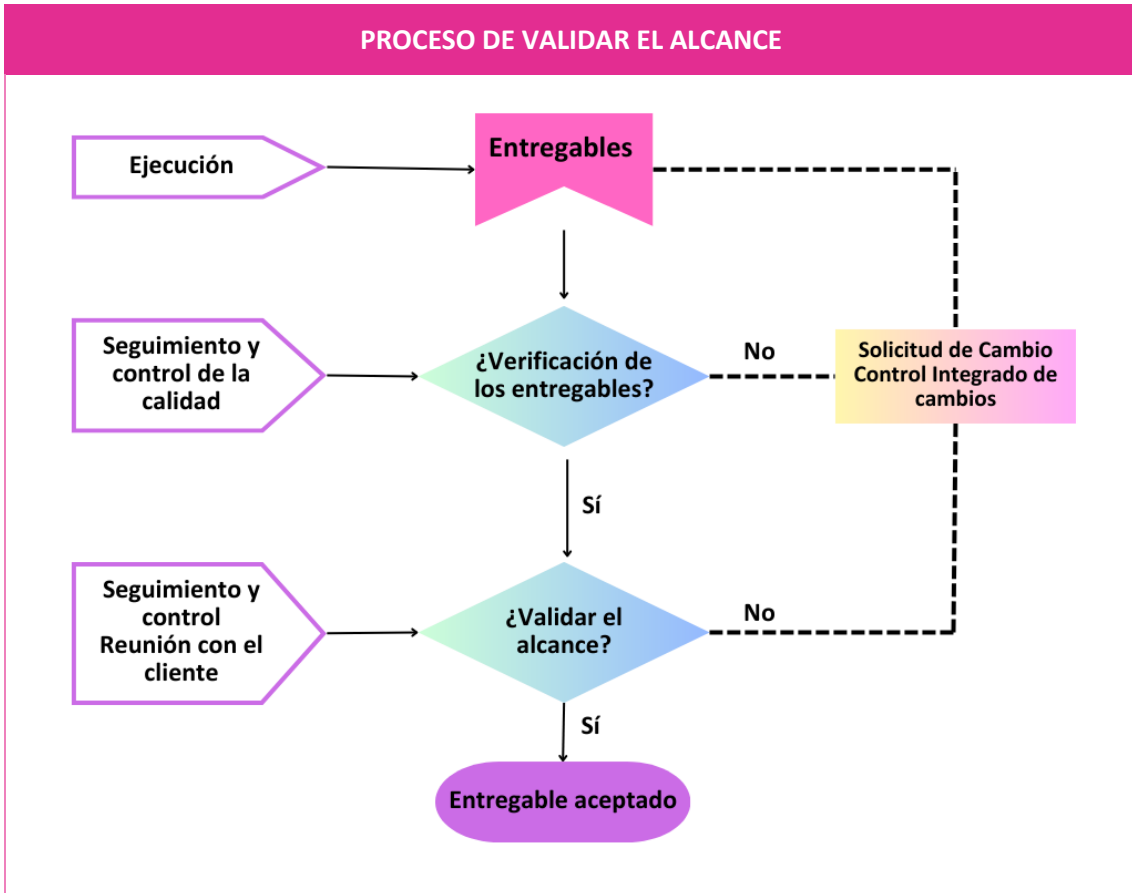 PROCESO DE VALIDAR EL ALCANCE
Ejecución
Entregables
Seguimiento y
control de la
calidad
¿Verificación de
los entregables?
No
Solicitud de Cambio
Control Integrado de
cambios
Sí
Seguimiento y
control
Reunión con el
cliente
¿Validar el
alcance?
No
Sí
Entregable aceptado